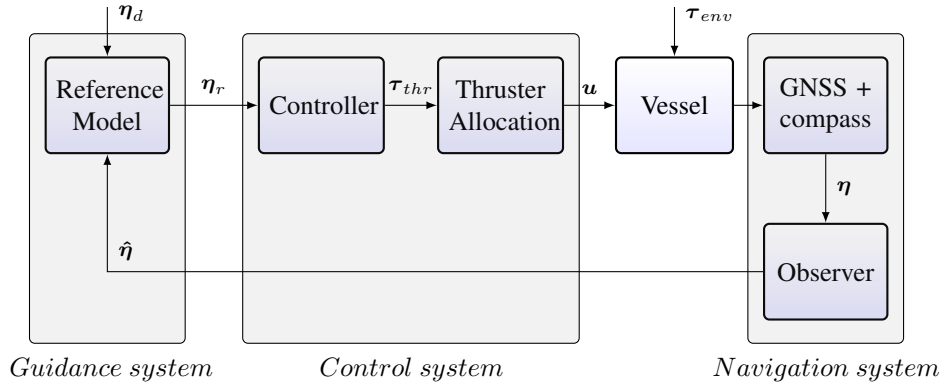 η_d
τ_env
Reference
Model
η_r
Controller
τ_thr
Thruster
Allocation
u
Vessel
GNSS +
compass
η
η̂
Observer
Guidance system
Control system
Navigation system